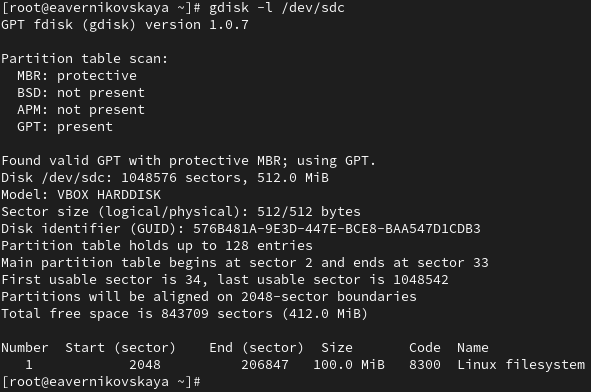 [root@eavernikovskaya ~]# gdisk -l /dev/sdc
GPT fdisk (gdisk) version 1.0.7
Partition table scan:
MBR: protective
BSD: not present
APM: not present
GPT: present
Found valid GPT with protective MBR; using GPT.
Disk /dev/sdc: 1048576 sectors, 512.0 MiB
Model: VBOX HARDDISK
Sector size (logical/physical): 512/512 bytes
Disk identifier (GUID): 576B481A-9E3D-447E-BCE8-BAA547D1CDB3
Partition table holds up to 128 entries
Main partition table begins at sector 2 and ends at sector 33
First usable sector is 34, last usable sector is 1048542
Partitions will be aligned on 2048-sector boundaries
Total free space is 843709 sectors (412.0 MiB)
Number  Start (sector)    End (sector)  Size       Code  Name
1            2048          206847   100.0 MiB   8300  Linux filesystem
[root@eavernikovskaya ~]#